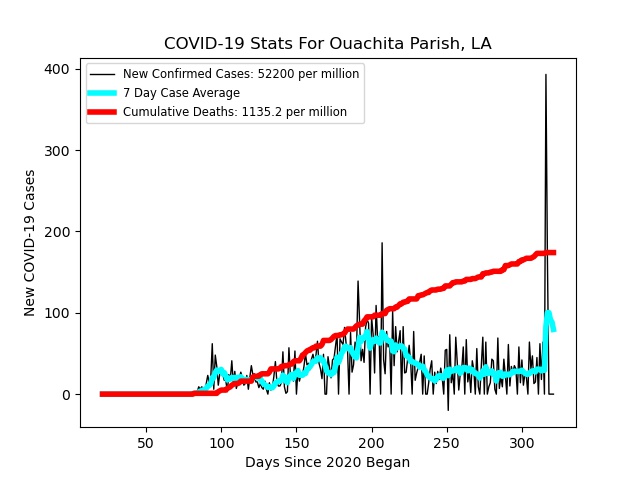 COVID-19 Stats For Ouachita Parish, LA
New Confirmed Cases: 52200 per million
7 Day Case Average
Cumulative Deaths: 1135.2 per million
New COVID-19 Cases
400
300
200
100
0
50 100 150 200 250 300
Days Since 2020 Began